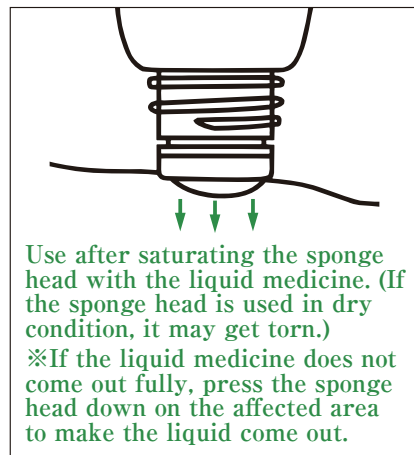 Use after saturating the sponge
head with the liquid medicine. (If
the sponge head is used in dry
condition, it may get torn.)
※If the liquid medicine does not
come out fully, press the sponge
head down on the affected area
to make the liquid come out.